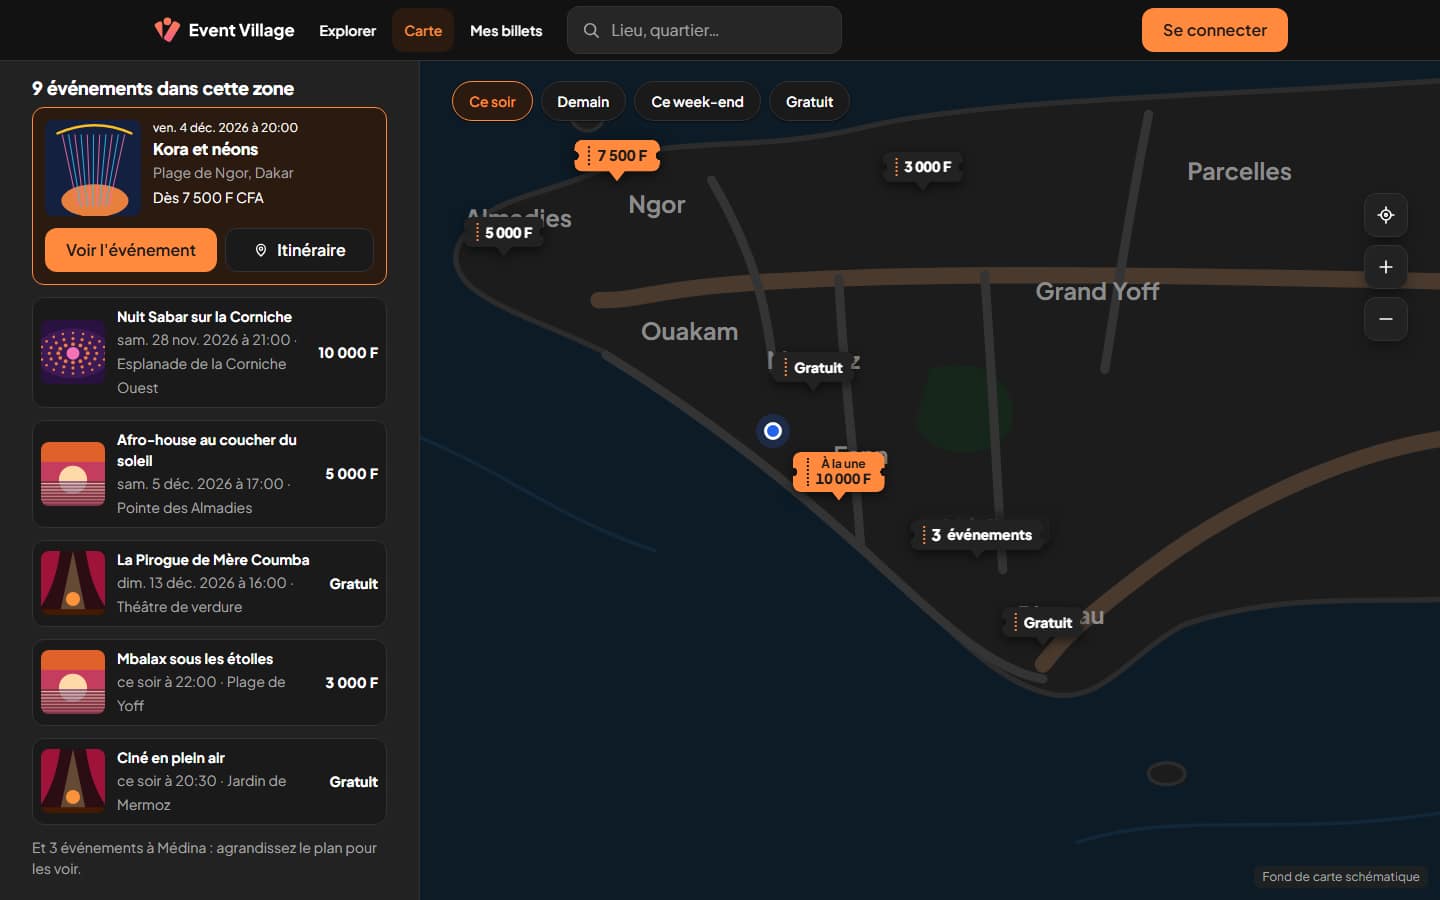 Event Village
Explorer
Carte
Mes billets
Lieu, quartier…
Se connecter
9 événements dans cette zone
ven. 4 déc. 2026 à 20:00
Kora et néons
Plage de Ngor, Dakar
Dès 7 500 F CFA
Voir l'événement
Itinéraire
Nuit Sabar sur la Corniche
sam. 28 nov. 2026 à 21:00 ·
Esplanade de la Corniche
Ouest
10 000 F
Afro-house au coucher du
soleil
sam. 5 déc. 2026 à 17:00 ·
Pointe des Almadies
5 000 F
La Pirogue de Mère Coumba
dim. 13 déc. 2026 à 16:00 ·
Théâtre de verdure
Gratuit
Mbalax sous les étoiles
ce soir à 22:00 · Plage de
Yoff
3 000 F
Ciné en plein air
ce soir à 20:30 · Jardin de
Mermoz
Gratuit
Et 3 événements à Médina : agrandissez le plan pour
les voir.
Ce soir
Demain
Ce week-end
Gratuit
7 500 F
3 000 F
Parcelles
Ngor
Almadies
5 000 F
Grand Yoff
Ouakam
Gratuit
À la une
10 000 F
3 événements
Gratuit
Fond de carte schématique